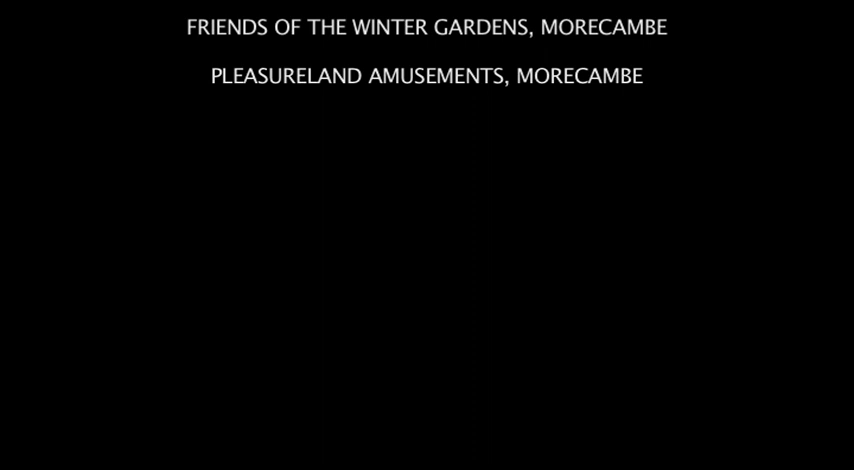 FRIENDS OF THE WINTER GARDENS, MORECAMBE
PLEASURELAND AMUSEMENTS, MORECAMBE